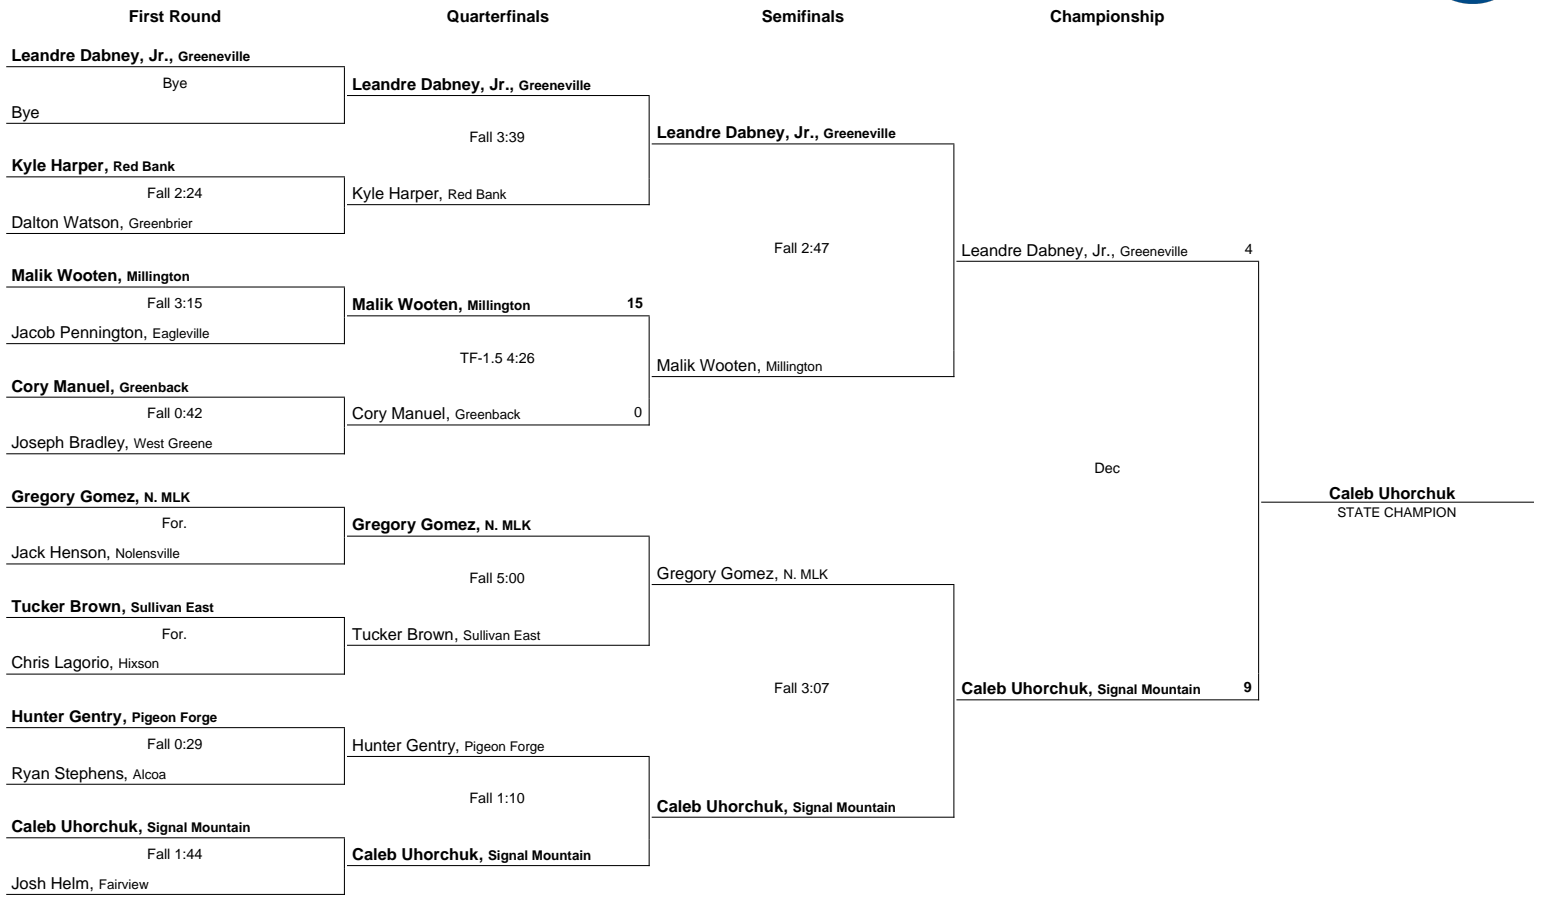 First Round Quarterfinals Semifinals Championship
Leandre Dabney, Jr., Greeneville
Bye
Bye
Kyle Harper, Red Bank
Fall 2:24
Dalton Watson, Greenbrier
Malik Wooten, Millington
Fall 3:15
Jacob Pennington, Eagleville
Cory Manuel, Greenback
Fall 0:42
Joseph Bradley, West Greene
Gregory Gomez, N. MLK
For.
Jack Henson, Nolensville
Tucker Brown, Sullivan East
For.
Chris Lagorio, Hixson
Hunter Gentry, Pigeon Forge
Fall 0:29
Ryan Stephens, Alcoa
Caleb Uhorchuk, Signal Mountain
Fall 1:44
Josh Helm, Fairview
Leandre Dabney, Jr., Greeneville
Fall 3:39
Kyle Harper, Red Bank
Malik Wooten, Millington 15
TF-1.5 4:26
Cory Manuel, Greenback 0
Gregory Gomez, N. MLK
Fall 5:00
Tucker Brown, Sullivan East
Hunter Gentry, Pigeon Forge
Fall 1:10
Caleb Uhorchuk, Signal Mountain
Leandre Dabney, Jr., Greeneville
Fall 2:47
Malik Wooten, Millington
Gregory Gomez, N. MLK
Fall 3:07
Caleb Uhorchuk, Signal Mountain
Leandre Dabney, Jr., Greeneville 4
Dec
Caleb Uhorchuk, Signal Mountain 9
Caleb Uhorchuk
STATE CHAMPION